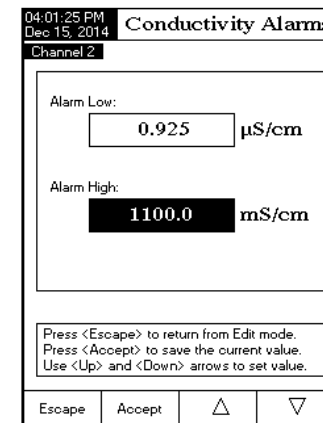 04:01:25 PM
Dec 15, 2014
Conductivity Alarms
Channel 2
Alarm Low:
0.925 µS/cm
Alarm High:
1100.0 mS/cm
Press <Escape> to return from Edit mode.
Press <Accept> to save the current value.
Use <Up> and <Down> arrows to set value.
Escape Accept △ ▽